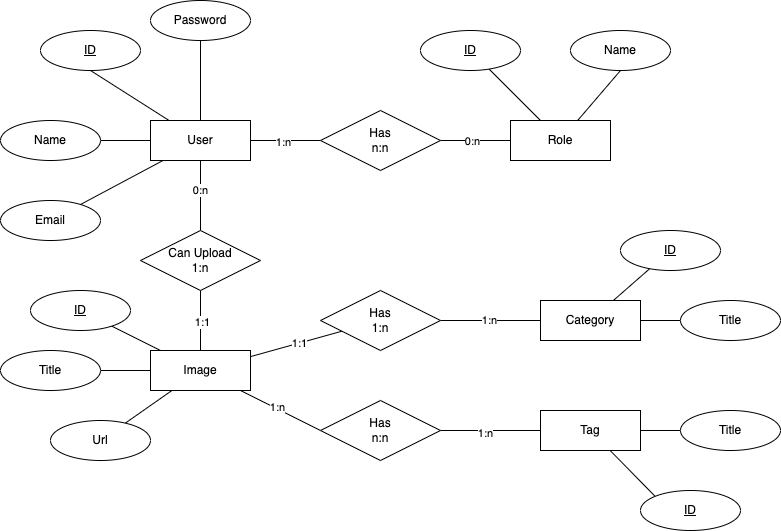 Password
ID
ID
Name
Name
User
1:n
Has
n:n
0:n
Role
Email
0:n
Can Upload
1:n
ID
ID
1:1
Has
1:n
1:n
Category
Title
1:1
Title
Image
Url
1:n
Has
n:n
1:n
Tag
Title
ID